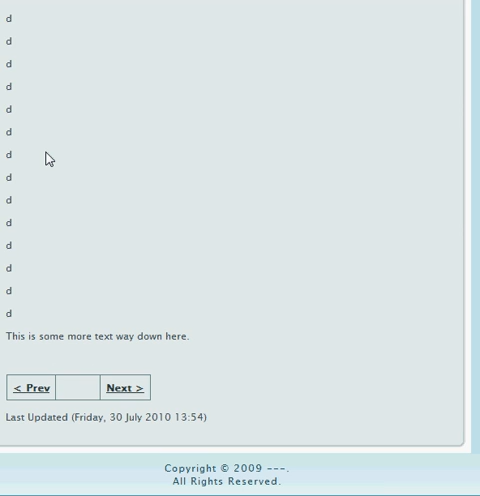 d
d
d
d
d
d
d
d
d
d
d
d
d
d
This is some more text way down here.
< Prev Next >
Last Updated (Friday, 30 July 2010 13:54)
Copyright © 2009 ---.
All Rights Reserved.